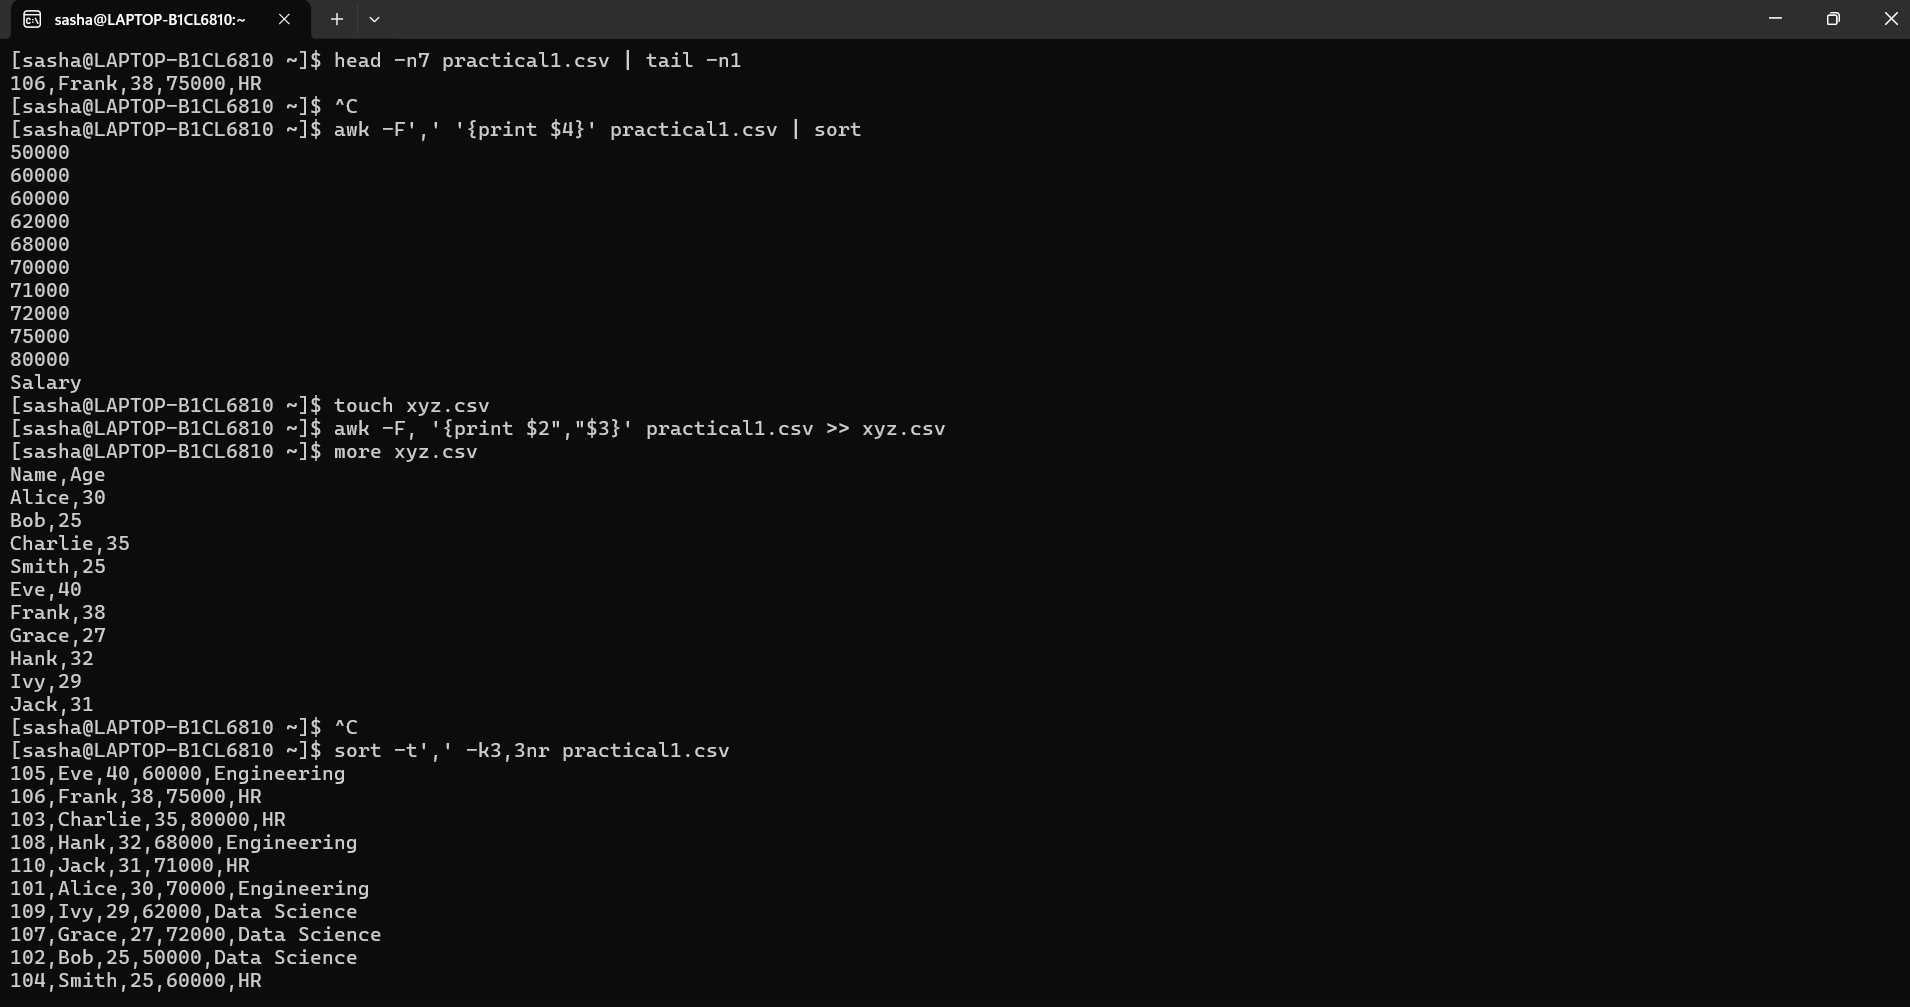 sasha@LAPTOP-B1CL6810:~
[sasha@LAPTOP-B1CL6810 ~]$ head -n7 practical1.csv | tail -n1
106,Frank,38,75000,HR
[sasha@LAPTOP-B1CL6810 ~]$ ^C
[sasha@LAPTOP-B1CL6810 ~]$ awk -F',' '{print $4}' practical1.csv | sort
50000
60000
60000
62000
68000
70000
71000
72000
75000
80000
Salary
[sasha@LAPTOP-B1CL6810 ~]$ touch xyz.csv
[sasha@LAPTOP-B1CL6810 ~]$ awk -F, '{print $2","$3}' practical1.csv >> xyz.csv
[sasha@LAPTOP-B1CL6810 ~]$ more xyz.csv
Name,Age
Alice,30
Bob,25
Charlie,35
Smith,25
Eve,40
Frank,38
Grace,27
Hank,32
Ivy,29
Jack,31
[sasha@LAPTOP-B1CL6810 ~]$ ^C
[sasha@LAPTOP-B1CL6810 ~]$ sort -t',' -k3,3nr practical1.csv
105,Eve,40,60000,Engineering
106,Frank,38,75000,HR
103,Charlie,35,80000,HR
108,Hank,32,68000,Engineering
110,Jack,31,71000,HR
101,Alice,30,70000,Engineering
109,Ivy,29,62000,Data Science
107,Grace,27,72000,Data Science
102,Bob,25,50000,Data Science
104,Smith,25,60000,HR